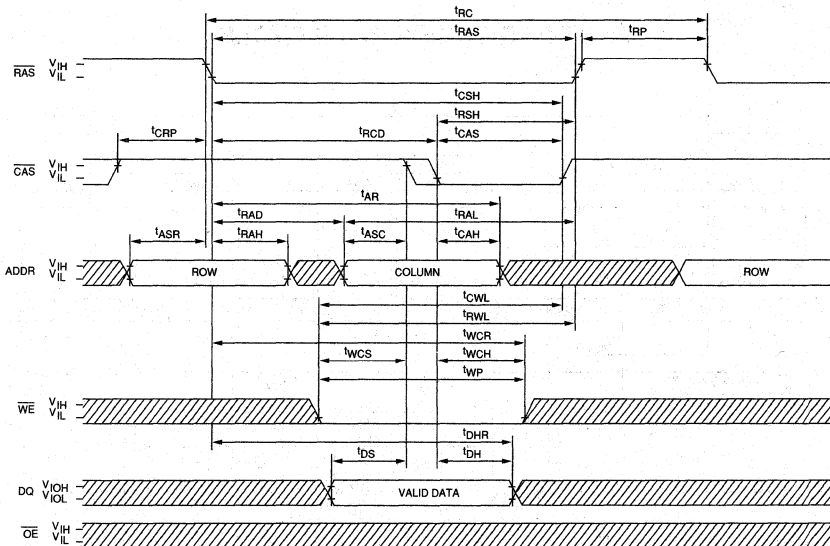 tRC
tRAS
tRP
RAS VIH
VIL
tCSH
tRSH
tCRP
tRCD
tCAS
CAS VIH
VIL
tAR
tRAD
tRAL
tASR
tRAH
tASC
tCAH
ADDR VIH
VIL
ROW
COLUMN
ROW
tCWL
tRWL
tWCR
tWCS
tWCH
tWP
WE VIH
VIL
tDHR
tDS
tDH
DQ VIOH
VIOL
VALID DATA
OE VIH
VIL